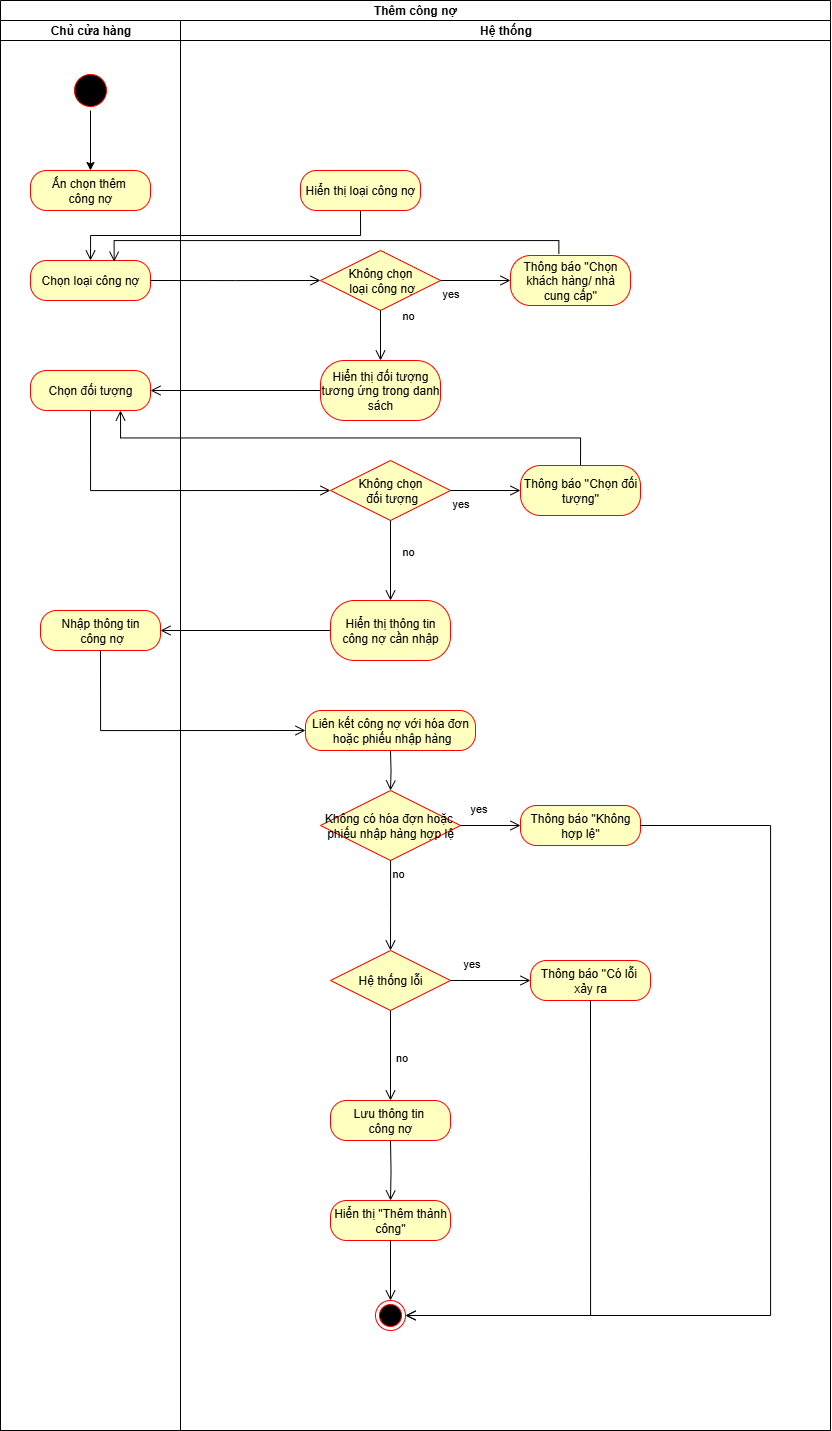 Thêm công nợ
Chủ cửa hàng
Hệ thống
Ấn chọn thêm
công nợ
Hiển thị loại công nợ
Chọn loại công nợ
Không chọn
loại công nợ
yes
Thông báo "Chọn
khách hàng/ nhà
cung cấp"
no
Chọn đối tượng
Hiển thị đối tượng
tương ứng trong danh
sách
Không chọn
đối tượng
yes
Thông báo "Chọn đối
tượng"
no
Nhập thông tin
công nợ
Hiển thị thông tin
công nợ cần nhập
Liên kết công nợ với hóa đơn
hoặc phiếu nhập hàng
Không có hóa đơn hoặc
phiếu nhập hàng hợp lệ
yes
Thông báo "Không
hợp lệ"
no
Hệ thống lỗi
yes
Thông báo "Có lỗi
xảy ra
no
Lưu thông tin
công nợ
Hiển thị "Thêm thành
công"